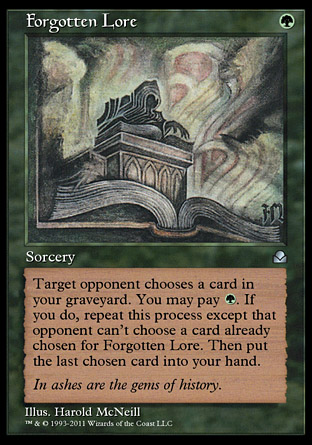 Forgotten Lore
Sorcery
Target opponent chooses a card in
your graveyard. You may pay . If
you do, repeat this process except that
opponent can't choose a card already
chosen for Forgotten Lore. Then put
the last chosen card into your hand.
In ashes are the gems of history.
Illus. Harold McNeill
™ & © 1993-2011 Wizards of the Coast LLC